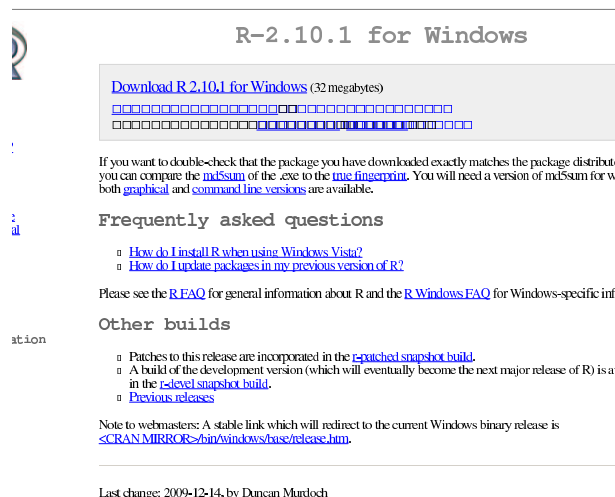 R-2.10.1 for Windows
Download R 2.10.1 for Windows (32 megabytes)
If you want to double-check that the package you have downloaded exactly matches the package
you can compare the md5sum of the .exe to the true fingerprint. You will need a version of md5sum for
both graphical and command line versions are available.
Frequently asked questions
How do I install R when using Windows Vista?
How do I update packages in my previous version of R?
Please see the R FAQ for general information about R and the R Windows FAQ for Windows-specific
Other builds
ation
Patches to this release are incorporated in the r-patched snapshot build.
A build of the development version (which will eventually become the next major release of R) is
in the r-devel snapshot build.
Previous releases
Note to webmasters: A stable link which will redirect to the current Windows binary release is
<CRAN MIRROR>/bin/windows/base/release.htm.
Last change: 2009-12-14, by Duncan Murdoch